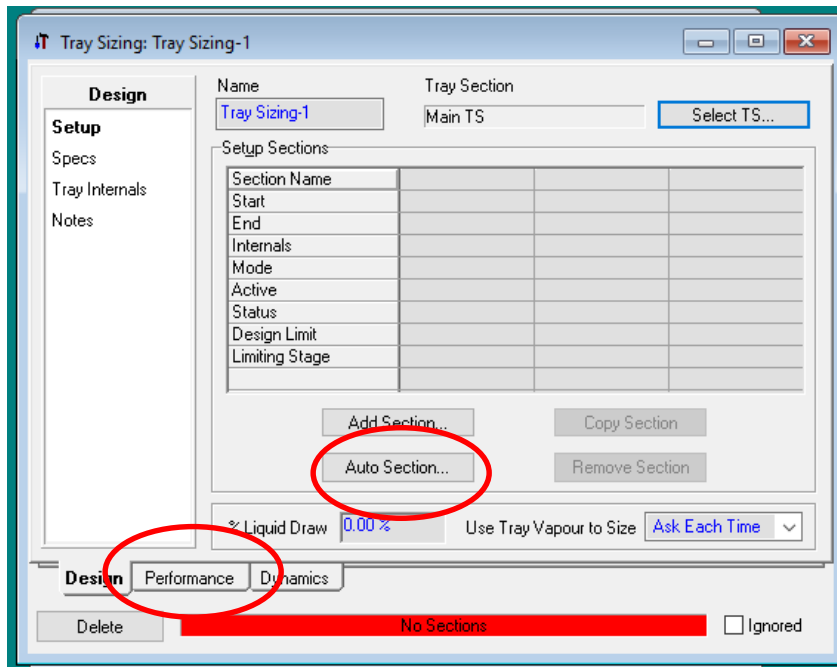 Tray Sizing: Tray Sizing-1
Design
Setup
Specs
Tray Internals
Notes
Name
Tray Section
Tray Sizing-1
Main TS
Select TS...
Setup Sections
Section Name
Start
End
Internals
Mode
Active
Status
Design Limit
Limiting Stage
Add Section...
Copy Section
Auto Section...
Remove Section
% Liquid Draw
0.00 %
Use Tray Vapour to Size
Ask Each Time
Design
Performance
Dynamics
Delete
No Sections
Ignored